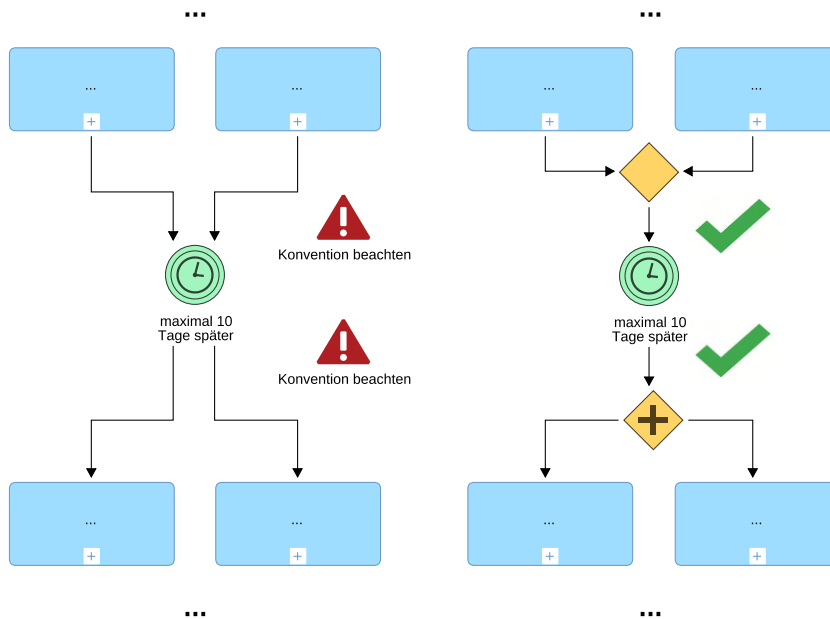 ... ...
... ... ... ...
Konvention beachten
maximal 10
Tage später
maximal 10
Tage später
Konvention beachten
... ... ... ...
... ...